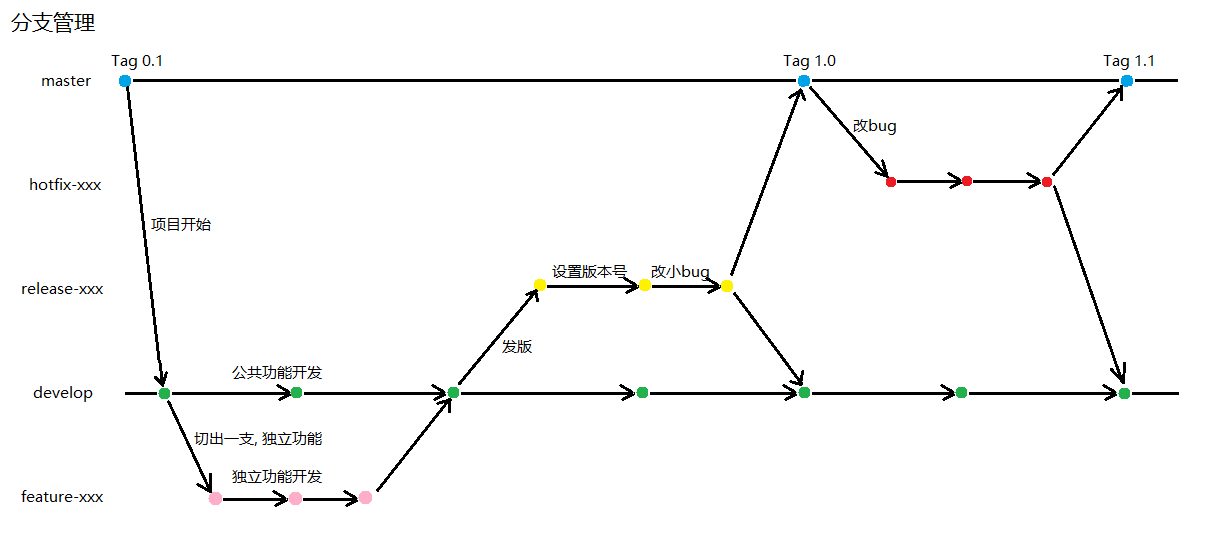 分支管理
Tag 0.1
Tag 1.0
Tag 1.1
master
改bug
hotfix-xxx
项目开始
设置版本号
改小bug
release-xxx
发版
公共功能开发
develop
切出一支, 独立功能
独立功能开发
feature-xxx